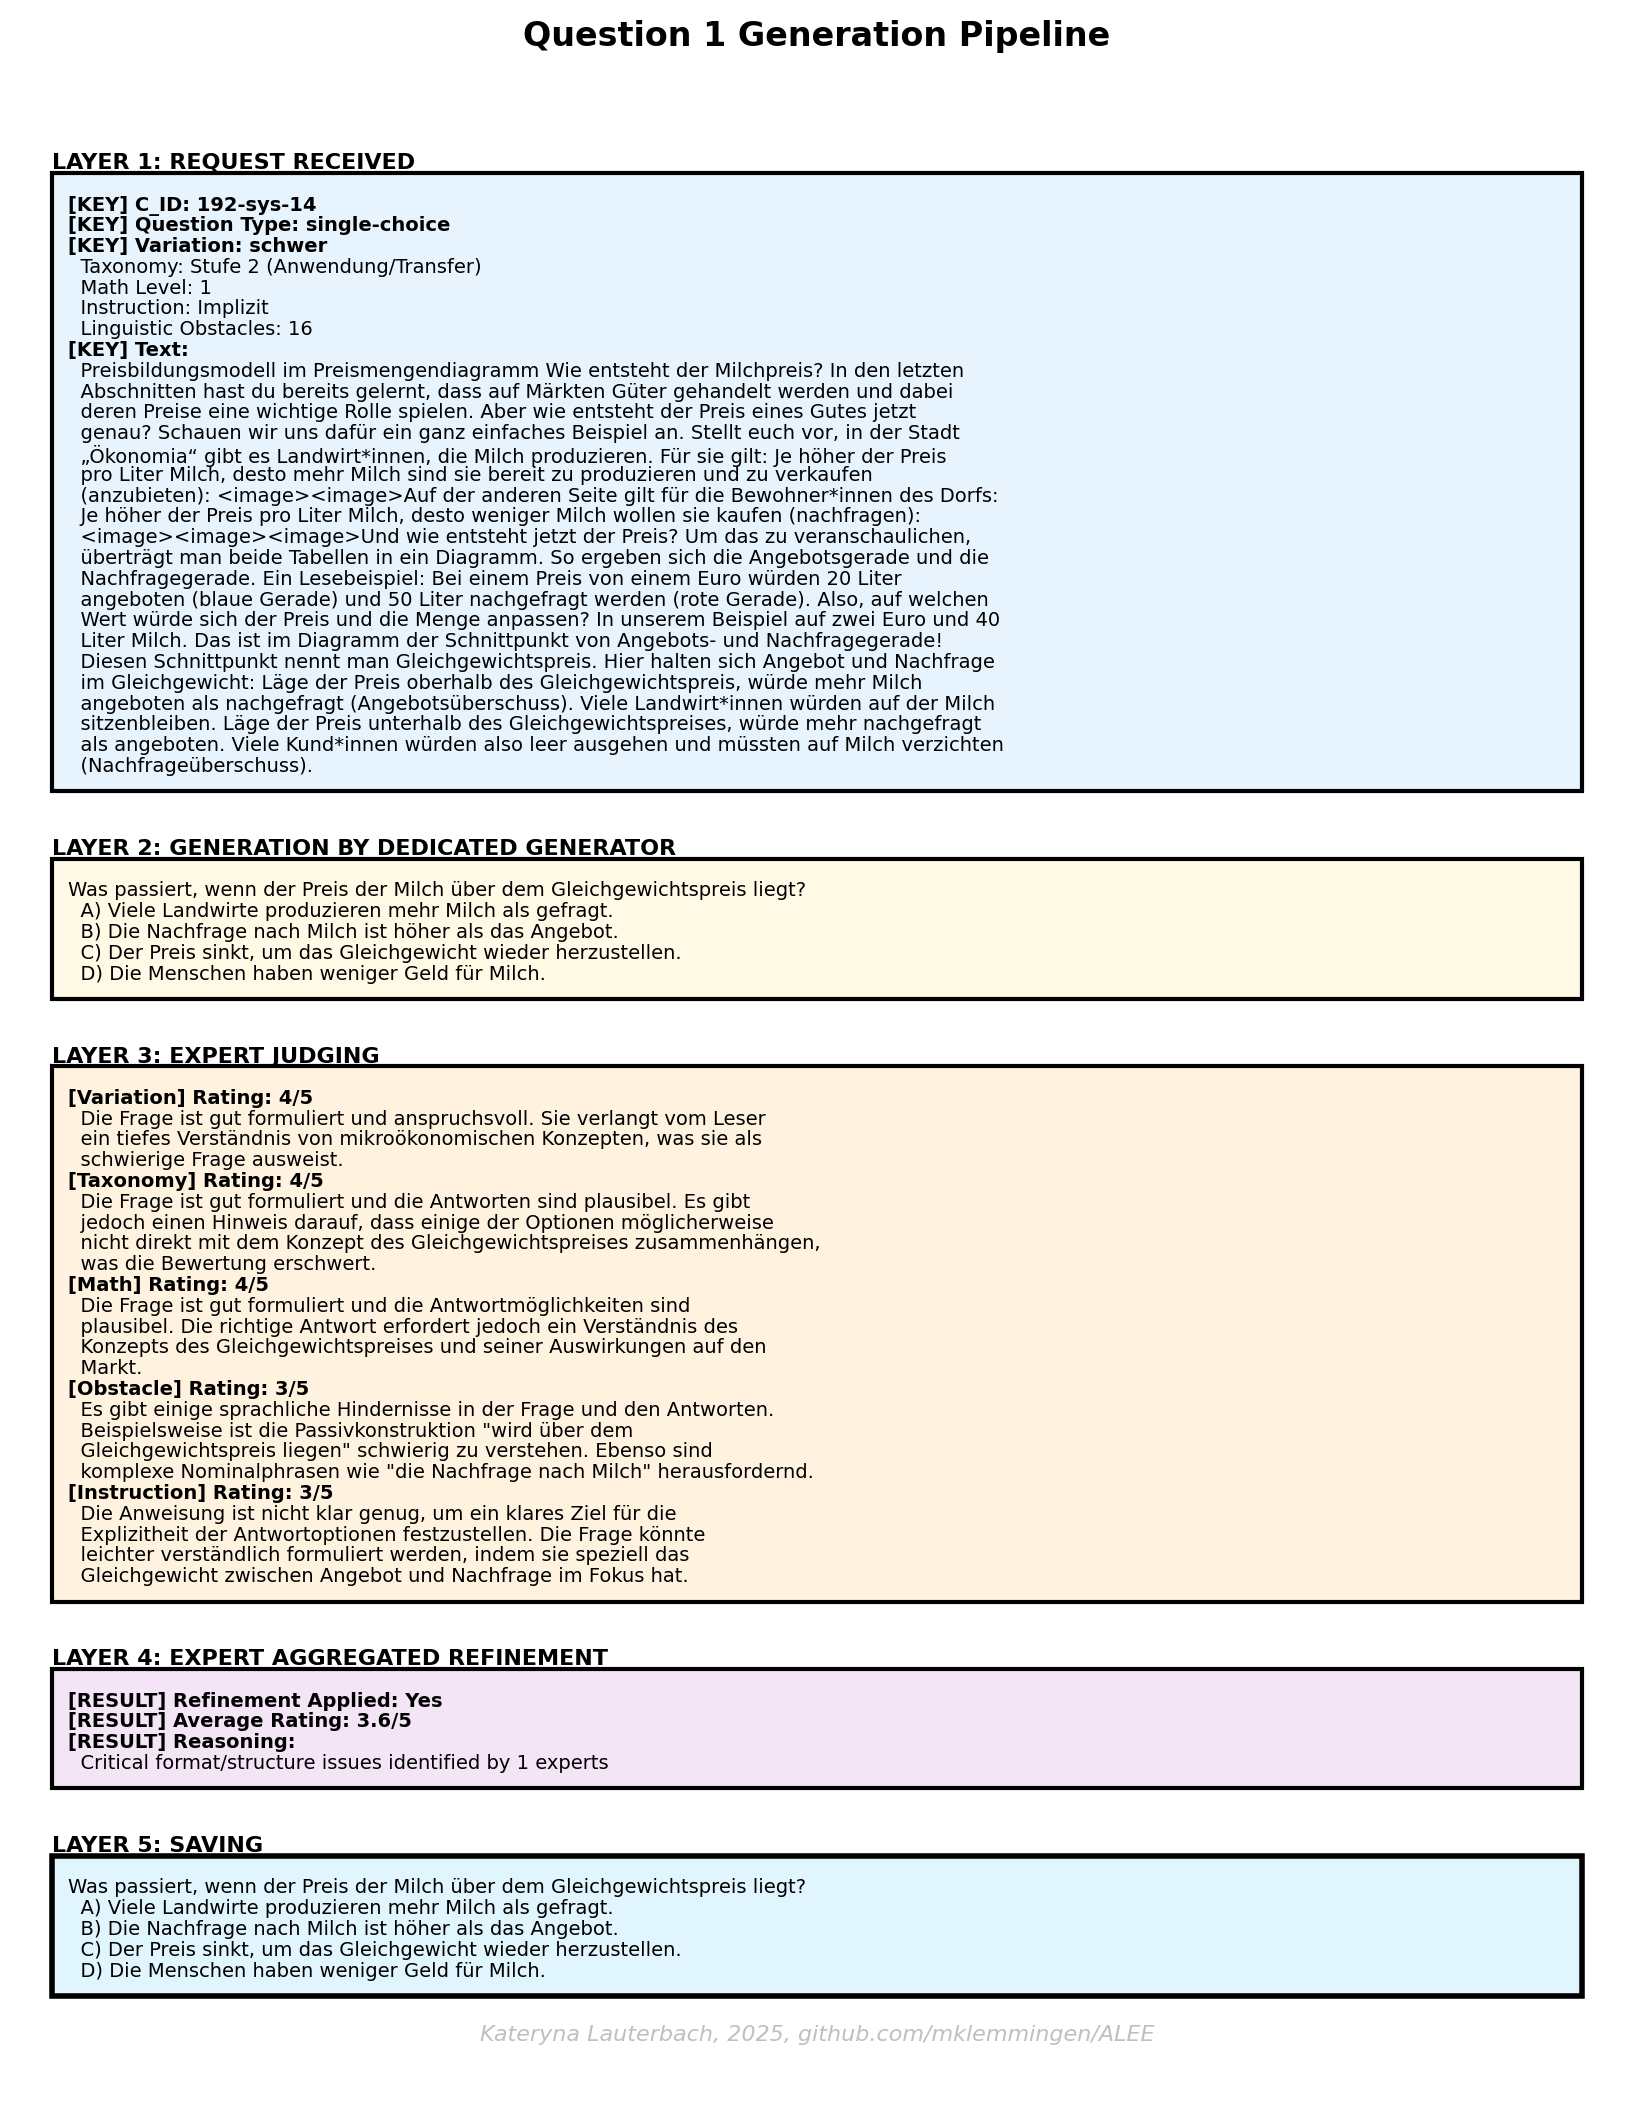 Question 1 Generation Pipeline
LAYER 1: REQUEST RECEIVED
[KEY] C_ID: 192-sys-14
[KEY] Question Type: single-choice
[KEY] Variation: schwer
Taxonomy: Stufe 2 (Anwendung/Transfer)
Math Level: 1
Instruction: Implizit
Linguistic Obstacles: 16
[KEY] Text:
Preisbildungsmodell im Preismengendiagramm Wie entsteht der Milchpreis? In den letzten
Abschnitten hast du bereits gelernt, dass auf Märkten Güter gehandelt werden und dabei
deren Preise eine wichtige Rolle spielen. Aber wie entsteht der Preis eines Gutes jetzt
genau? Schauen wir uns dafür ein ganz einfaches Beispiel an. Stellt euch vor, in der Stadt
„Ökonomia“ gibt es Landwirt*innen, die Milch produzieren. Für sie gilt: Je höher der Preis
pro Liter Milch, desto mehr Milch sind sie bereit zu produzieren und zu verkaufen
(anzubieten): <image><image>Auf der anderen Seite gilt für die Bewohner*innen des Dorfs:
Je höher der Preis pro Liter Milch, desto weniger Milch wollen sie kaufen (nachfragen):
<image><image><image>Und wie entsteht jetzt der Preis? Um das zu veranschaulichen,
überträgt man beide Tabellen in ein Diagramm. So ergeben sich die Angebotsgerade und die
Nachfragegerade. Ein Lesebeispiel: Bei einem Preis von einem Euro würden 20 Liter
angeboten (blaue Gerade) und 50 Liter nachgefragt werden (rote Gerade). Also, auf welchen
Wert würde sich der Preis und die Menge anpassen? In unserem Beispiel auf zwei Euro und 40
Liter Milch. Das ist im Diagramm der Schnittpunkt von Angebots- und Nachfragegerade!
Diesen Schnittpunkt nennt man Gleichgewichtspreis. Hier halten sich Angebot und Nachfrage
im Gleichgewicht: Läge der Preis oberhalb des Gleichgewichtspreis, würde mehr Milch
angeboten als nachgefragt (Angebotsüberschuss). Viele Landwirt*innen würden auf der Milch
sitzenbleiben. Läge der Preis unterhalb des Gleichgewichtspreises, würde mehr nachgefragt
als angeboten. Viele Kund*innen würden also leer ausgehen und müssten auf Milch verzichten
(Nachfrageüberschuss).
LAYER 2: GENERATION BY DEDICATED GENERATOR
Was passiert, wenn der Preis der Milch über dem Gleichgewichtspreis liegt?
A) Viele Landwirte produzieren mehr Milch als gefragt.
B) Die Nachfrage nach Milch ist höher als das Angebot.
C) Der Preis sinkt, um das Gleichgewicht wieder herzustellen.
D) Die Menschen haben weniger Geld für Milch.
LAYER 3: EXPERT JUDGING
[Variation] Rating: 4/5
Die Frage ist gut formuliert und anspruchsvoll. Sie verlangt vom Leser
ein tiefes Verständnis von mikroökonomischen Konzepten, was sie als
schwierige Frage ausweist.
[Taxonomy] Rating: 4/5
Die Frage ist gut formuliert und die Antworten sind plausibel. Es gibt
jedoch einen Hinweis darauf, dass einige der Optionen möglicherweise
nicht direkt mit dem Konzept des Gleichgewichtspreises zusammenhängen,
was die Bewertung erschwert.
[Math] Rating: 4/5
Die Frage ist gut formuliert und die Antwortmöglichkeiten sind
plausibel. Die richtige Antwort erfordert jedoch ein Verständnis des
Konzepts des Gleichgewichtspreises und seiner Auswirkungen auf den
Markt.
[Obstacle] Rating: 3/5
Es gibt einige sprachliche Hindernisse in der Frage und den Antworten.
Beispielsweise ist die Passivkonstruktion "wird über dem
Gleichgewichtspreis liegen" schwierig zu verstehen. Ebenso sind
komplexe Nominalphrasen wie "die Nachfrage nach Milch" herausfordernd.
[Instruction] Rating: 3/5
Die Anweisung ist nicht klar genug, um ein klares Ziel für die
Explizitheit der Antwortoptionen festzustellen. Die Frage könnte
leichter verständlich formuliert werden, indem sie speziell das
Gleichgewicht zwischen Angebot und Nachfrage im Fokus hat.
LAYER 4: EXPERT AGGREGATED REFINEMENT
[RESULT] Refinement Applied: Yes
[RESULT] Average Rating: 3.6/5
[RESULT] Reasoning:
Critical format/structure issues identified by 1 experts
LAYER 5: SAVING
Was passiert, wenn der Preis der Milch über dem Gleichgewichtspreis liegt?
A) Viele Landwirte produzieren mehr Milch als gefragt.
B) Die Nachfrage nach Milch ist höher als das Angebot.
C) Der Preis sinkt, um das Gleichgewicht wieder herzustellen.
D) Die Menschen haben weniger Geld für Milch.
Kateryna Lauterbach, 2025, github.com/mklemmingen/ALEE